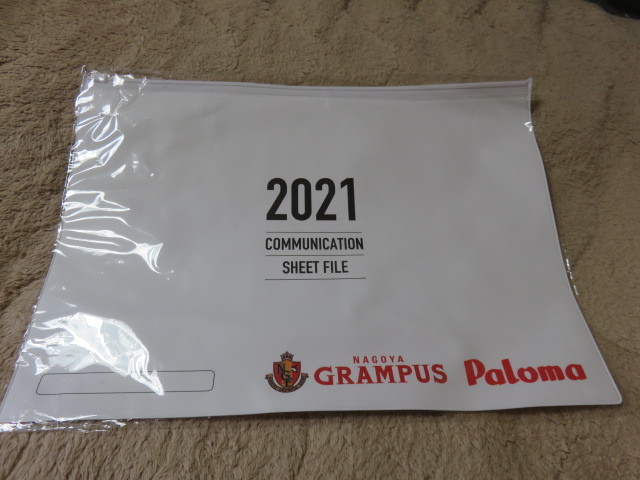 2021
COMMUNICATION
SHEET FILE
NAGOYA
GRAMPUS
Paloma